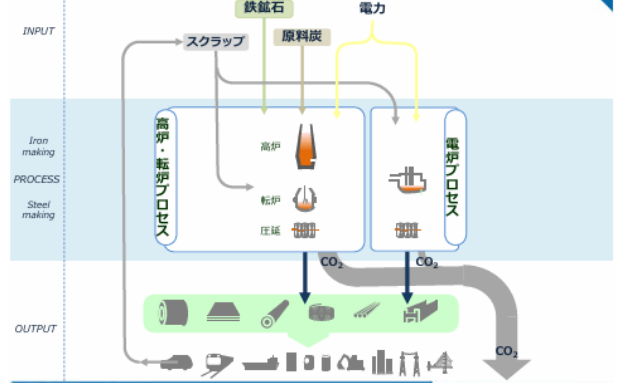 鉄鉱石
電力
INPUT
スクラップ
原料炭
高炉・転炉プロセス
電炉プロセス
Iron
making
高炉
PROCESS
転炉
Steel
making
圧延
CO2
CO2
OUTPUT
CO2